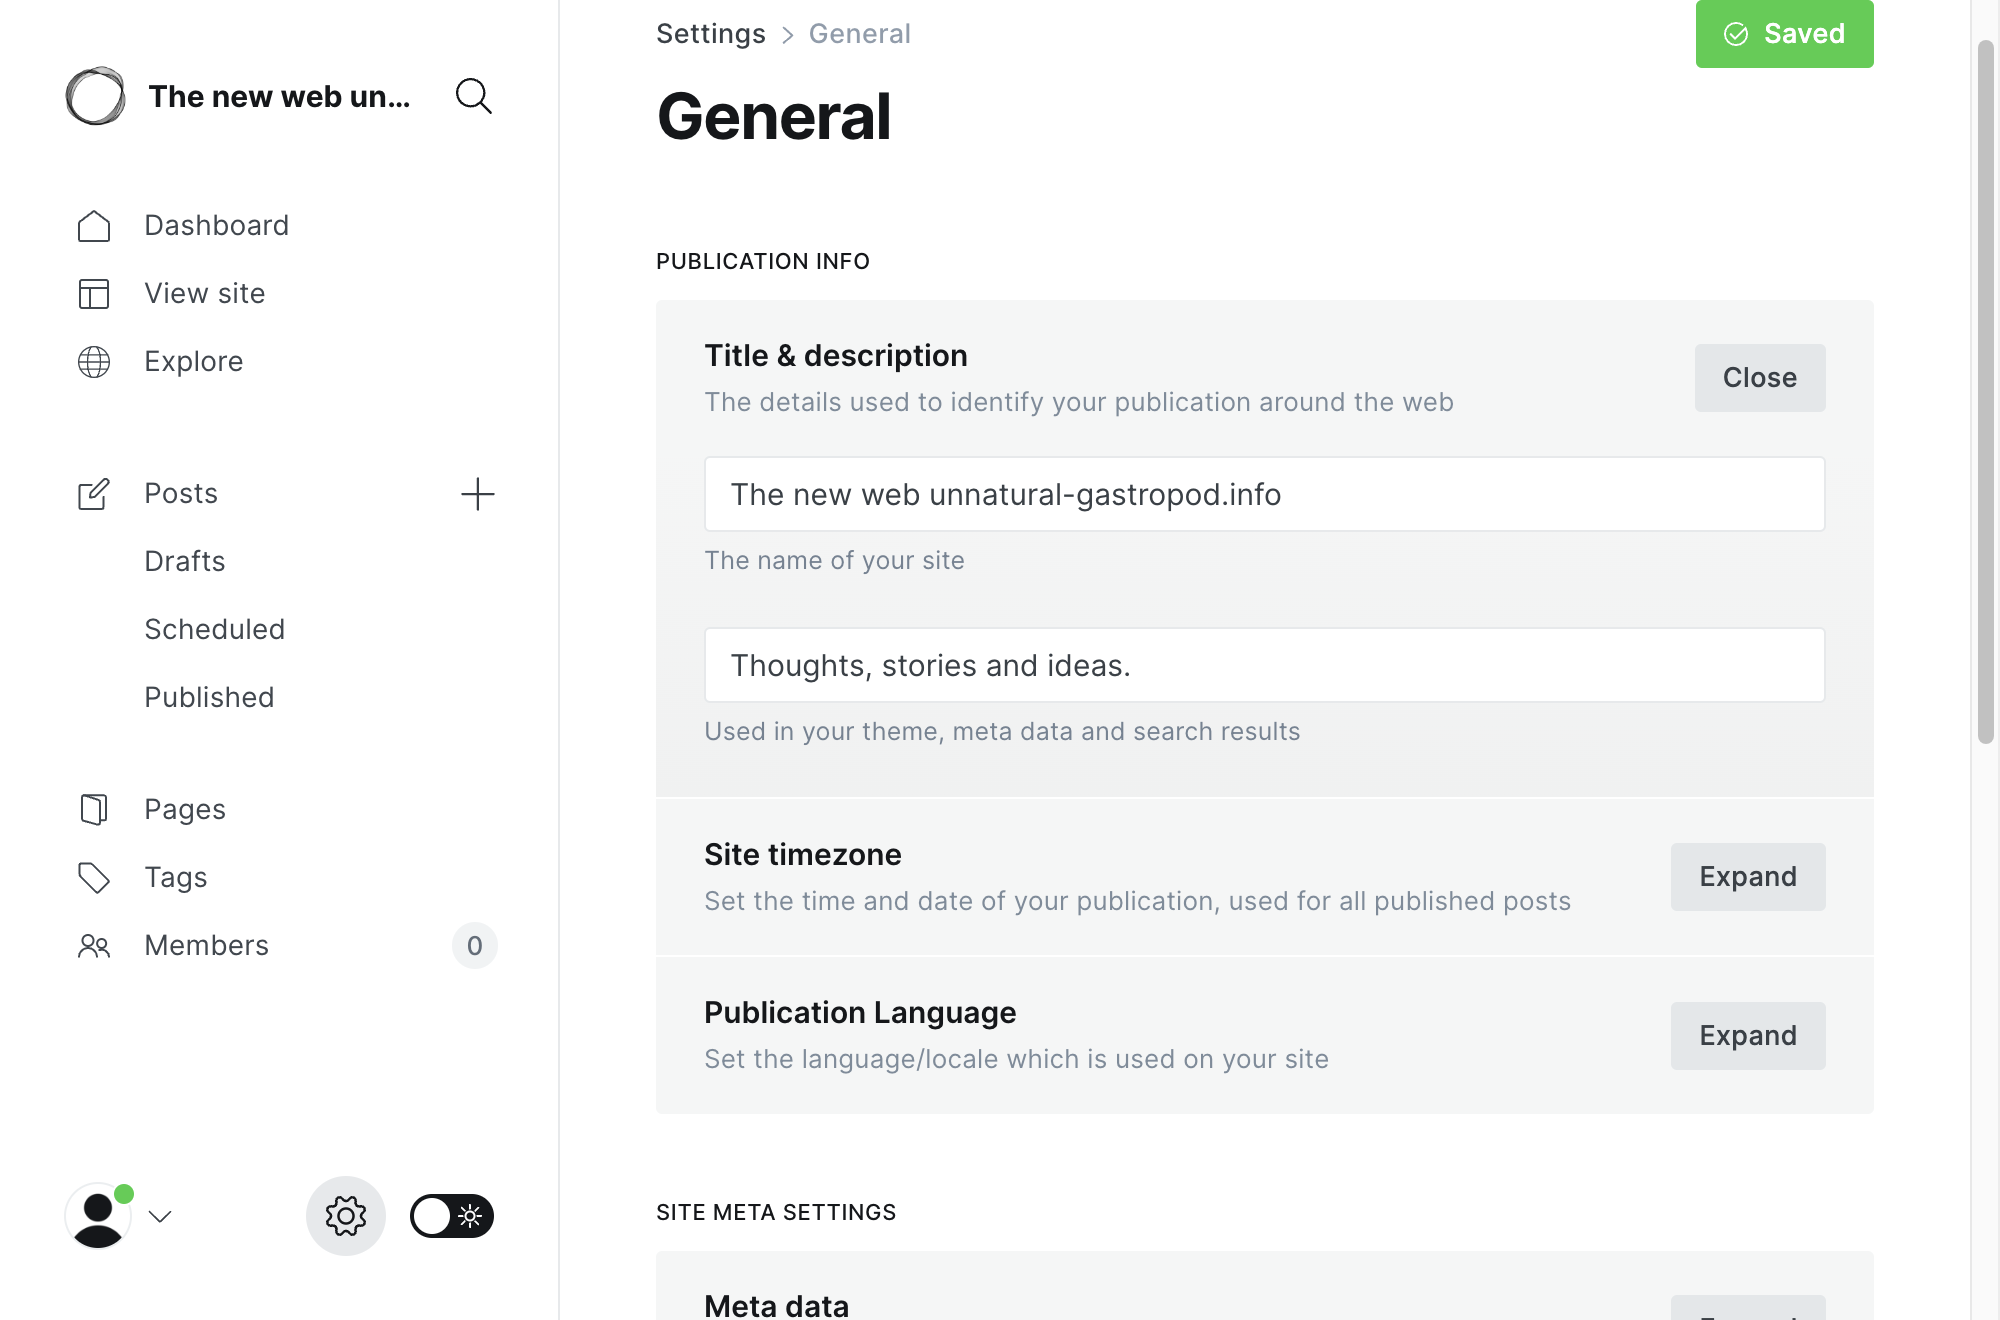 The new web un...
Dashboard
View site
Explore
Posts
Drafts
Scheduled
Published
Pages
Tags
Members
0
Settings > General
Saved
General
PUBLICATION INFO
Title & description
Close
The details used to identify your publication around the web
The new web unnatural-gastropod.info
The name of your site
Thoughts, stories and ideas.
Used in your theme, meta data and search results
Site timezone
Expand
Set the time and date of your publication, used for all published posts
Publication Language
Expand
Set the language/locale which is used on your site
SITE META SETTINGS
Meta data